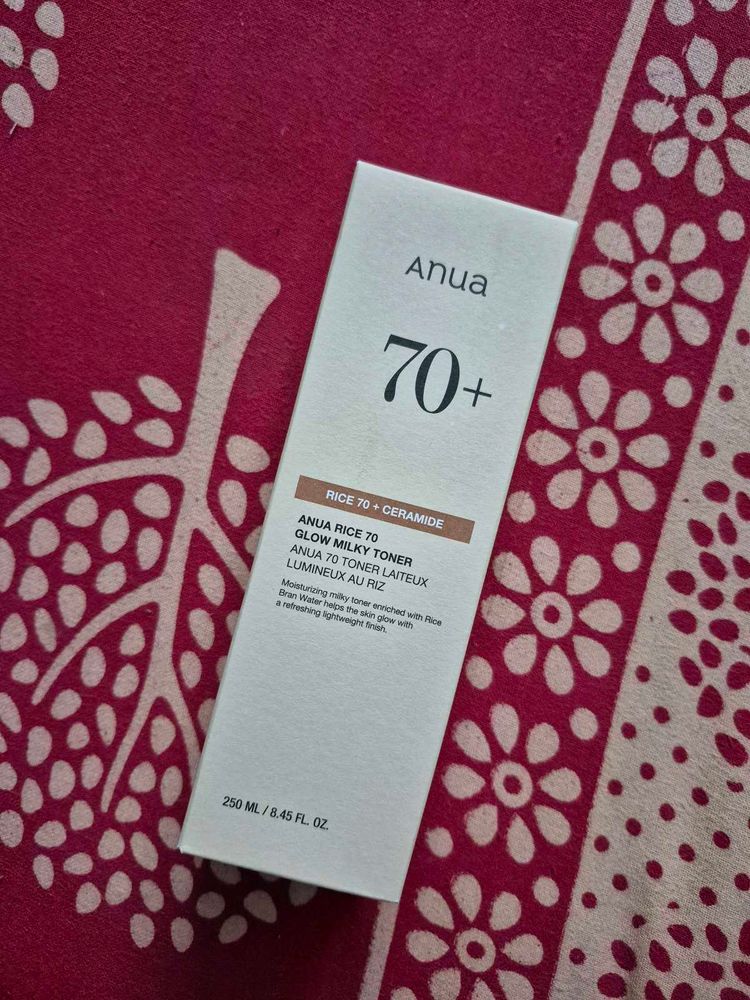 Anua
70+
RICE 70 + CERAMIDE
ANUA RICE 70
GLOW MILKY TONER
ANUA 70 TONER LAITEUX
LUMINEUX AU RIZ
Moisturizing milky toner enriched with Rice
Bran Water helps the skin glow with
a refreshing lightweight finish.
250 ML / 8.45 FL. OZ.